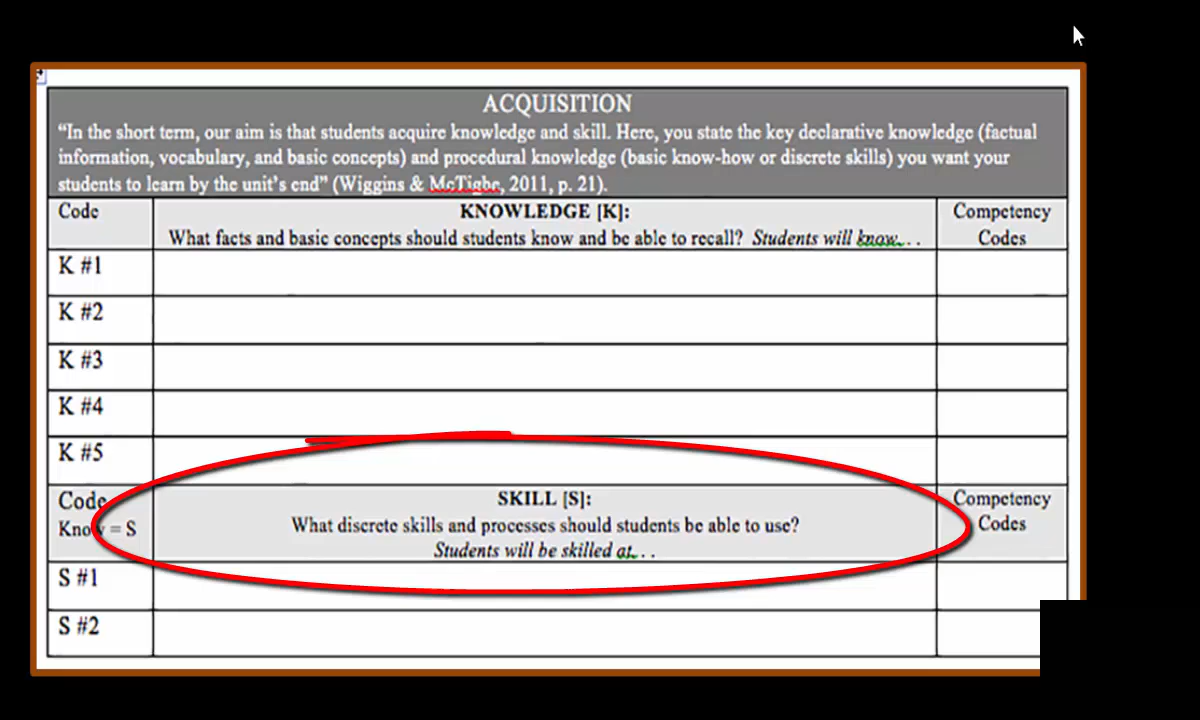 ACQUISITION
“In the short term, our aim is that students acquire knowledge and skill. Here, you state the key declarative knowledge (factual
information, vocabulary, and basic concepts) and procedural knowledge (basic know-how or discrete skills) you want your
students to learn by the unit’s end” (Wiggins & McTighe, 2011, p. 21).
Code
KNOWLEDGE [K]:
Competency
What facts and basic concepts should students know and be able to recall? Students will know…
Codes
K #1
K #2
K #3
K #4
K #5
Code
SKILL [S]:
Competency
Know = S
What discrete skills and processes should students be able to use?
Codes
Students will be skilled at…
S #1
S #2